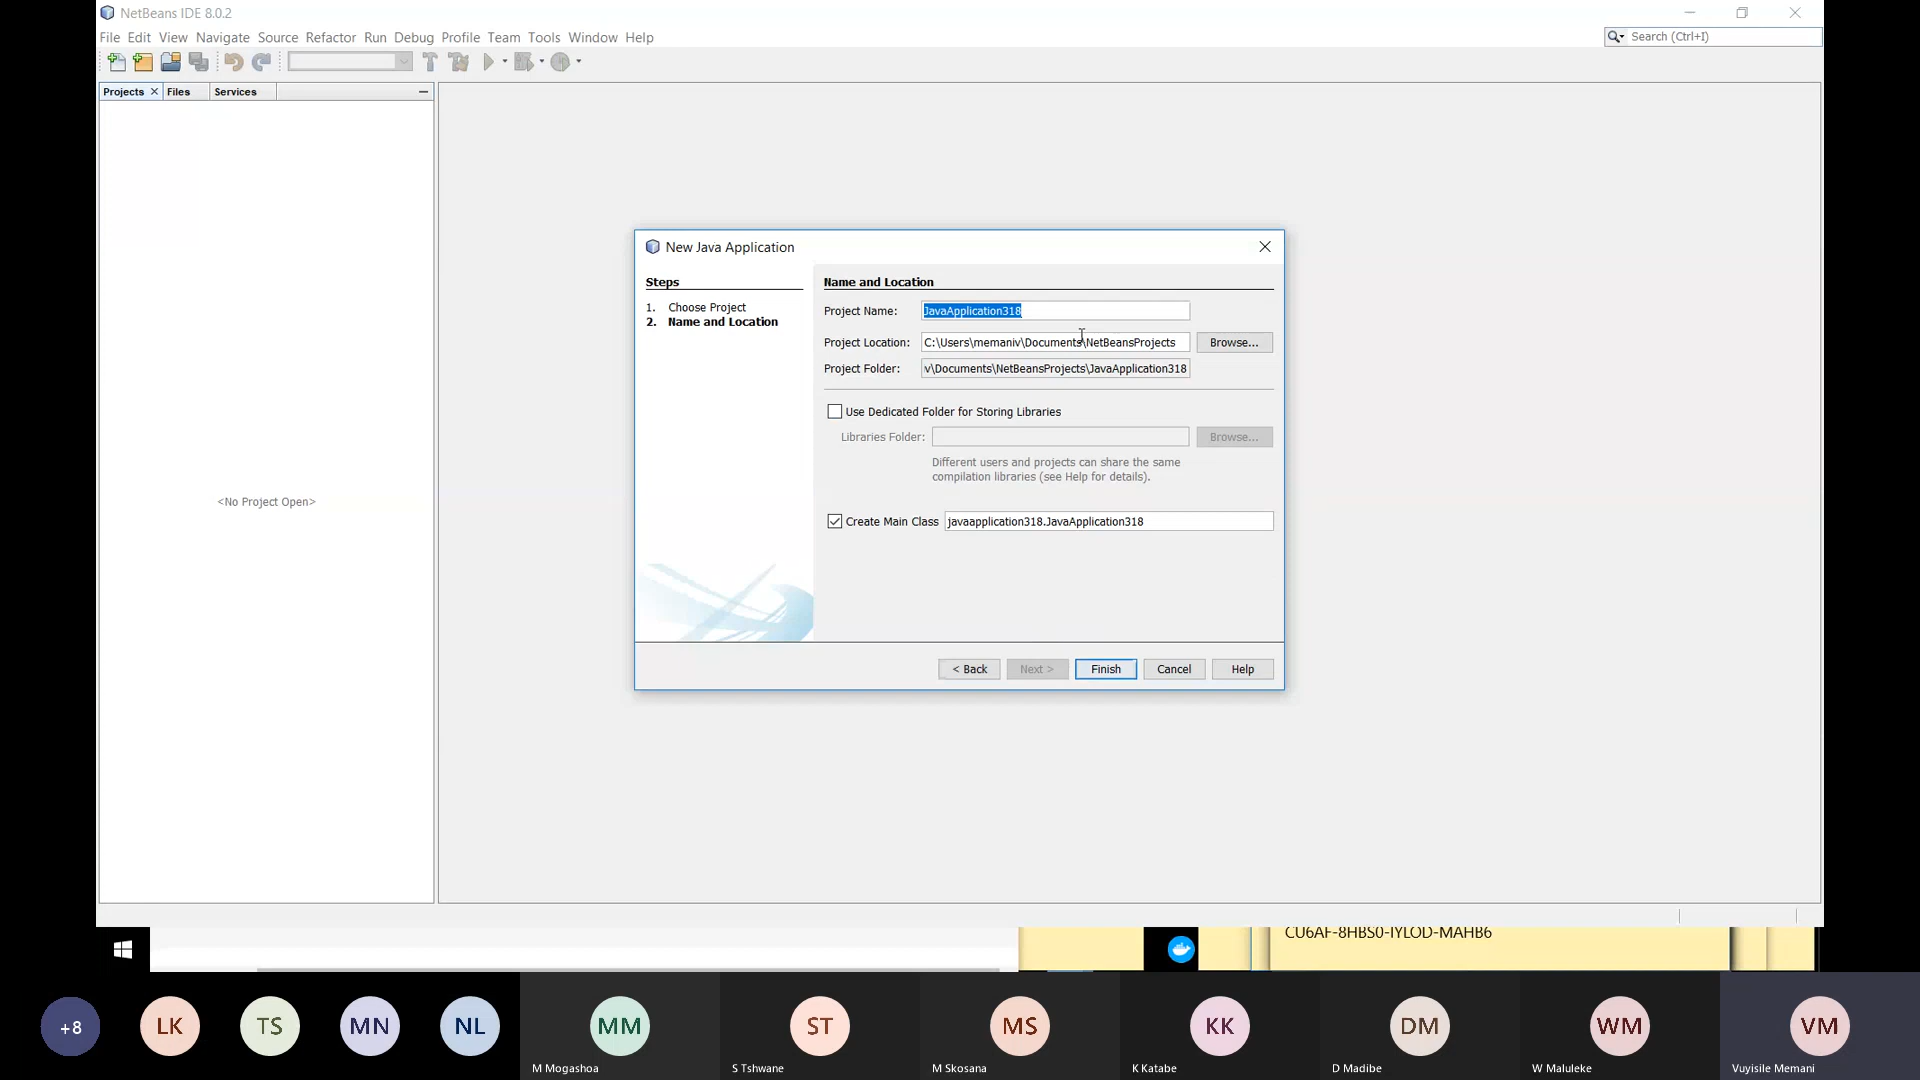 NetBeans IDE 8.0.2
File Edit View Navigate Source Refactor Run Debug Profile Team Tools Window Help
Search (Ctrl+I)
Projects Files Services
<No Project Open>
New Java Application
Steps
1. Choose Project
2. Name and Location
Name and Location
Project Name: JavaApplication318
Project Location: C:\Users\memaniv\Documents\NetBeansProjects Browse...
Project Folder: v\Documents\NetBeansProjects\JavaApplication318
Use Dedicated Folder for Storing Libraries
Libraries Folder: Browse...
Different users and projects can share the same
compilation libraries (see Help for details).
Create Main Class javaapplication318.JavaApplication318
< Back Next > Finish Cancel Help
CU6AF-8HBS0-IYLOD-MAHB6
+8 LK TS MN NL MM ST MS KK DM WM VM
M Mogashoa S Tshwane M Skosana K Katabe D Madibe W Maluleke Vuyisile Memani